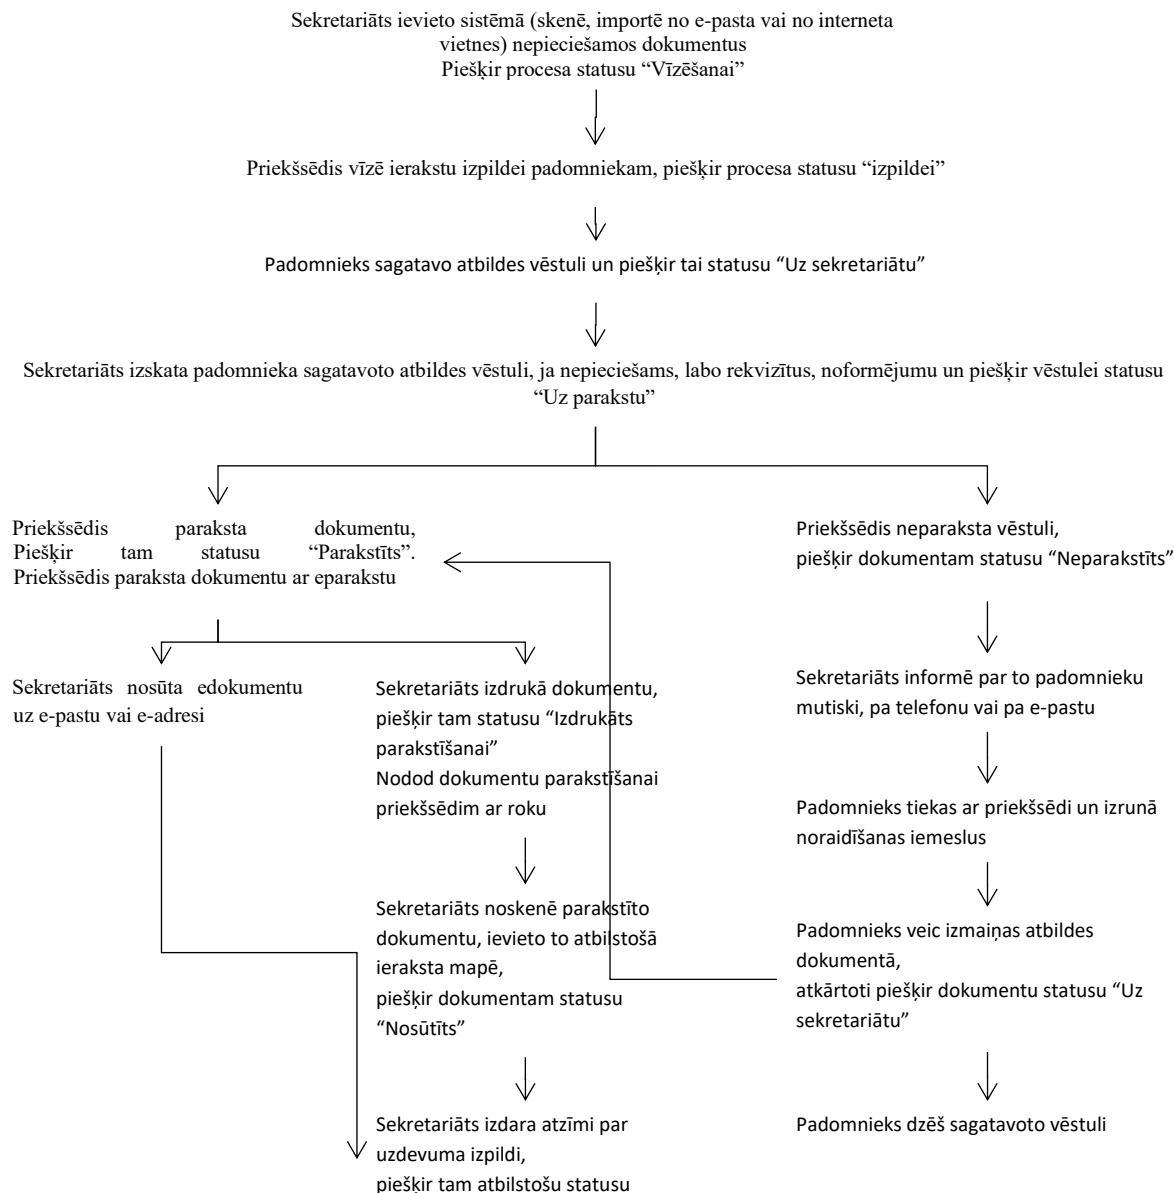 Sekretariāts ievieto sistēmā (skenē, importē no e-pasta vai no interneta
vietnes) nepieciešamos dokumentus
Piešķir procesa statusu “Vīzēšanai”
Priekšsēdis vīzē ierakstu izpildei padomniekam, piešķir procesa statusu “izpildei”
Padomnieks sagatavo atbildes vēstuli un piešķir tai statusu “Uz sekretariātu”
Sekretariāts izskata padomnieka sagatavoto atbildes vēstuli, ja nepieciešams, labo rekvizītus, noformējumu un piešķir vēstulei statusu
“Uz parakstu”
Priekšsēdis paraksta dokumentu,
Piešķir tam statusu “Parakstīts”.
Priekšsēdis paraksta dokumentu ar eparakstu
Priekšsēdis neparaksta vēstuli,
piešķir dokumentam statusu “Neparakstīts”
Sekretariāts nosūta edokumentu
uz e-pastu vai e-adresi
Sekretariāts izdrukā dokumentu,
piešķir tam statusu “Izdrukāts
parakstīšanai”
Nodod dokumentu parakstīšanai
priekšsēdim ar roku
Sekretariāts informē par to padomnieku
mutiski, pa telefonu vai pa e-pastu
Padomnieks tiekas ar priekšsēdi un izrunā
noraidīšanas iemeslus
Sekretariāts noskenē parakstīto
dokumentu, ievieto to atbilstošā
ieraksta mapē,
piešķir dokumentam statusu
“Nosūtīts”
Padomnieks veic izmaiņas atbildes
dokumentā,
atkārtoti piešķir dokumentu statusu “Uz
sekretariātu”
Sekretariāts izdara atzīmi par
uzdevuma izpildi,
piešķir tam atbilstošu statusu
Padomnieks dzēš sagatavoto vēstuli